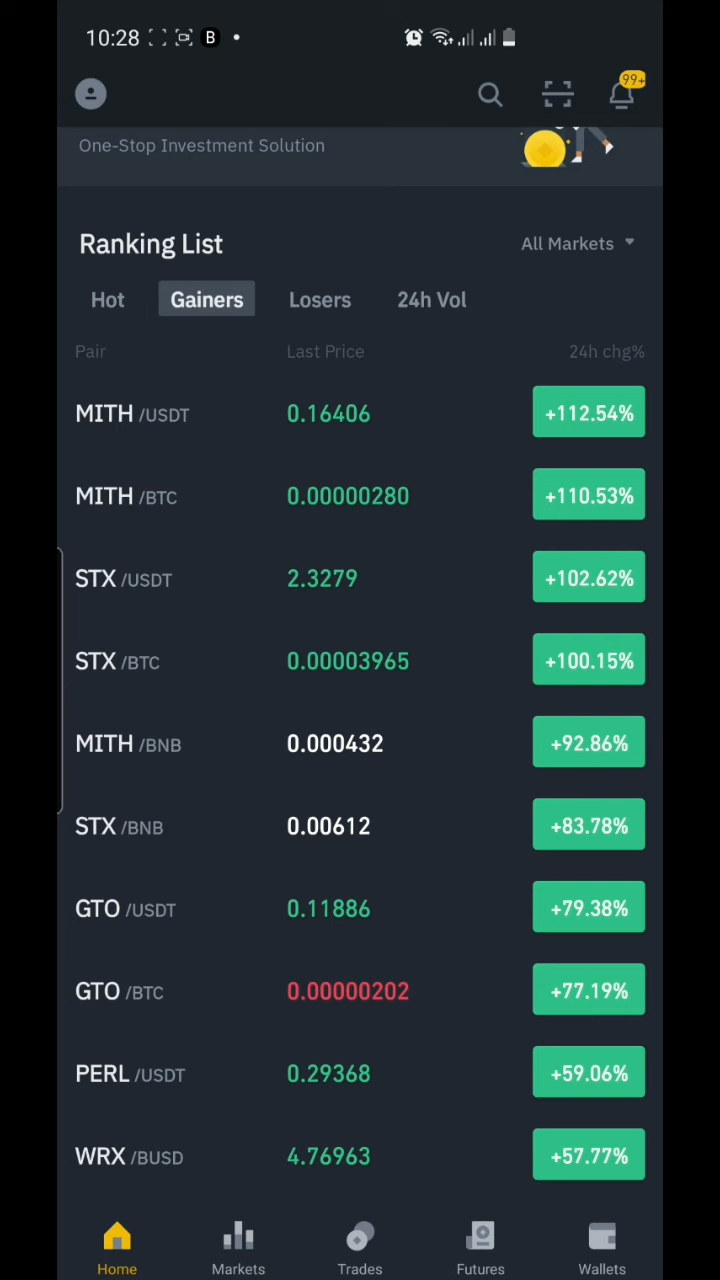 10:28 B
99+
One-Stop Investment Solution
Ranking List All Markets
Hot Gainers Losers 24h Vol
Pair Last Price 24h chg%
MITH /USDT 0.16406 +112.54%
MITH /BTC 0.00000280 +110.53%
STX /USDT 2.3279 +102.62%
STX /BTC 0.00003965 +100.15%
MITH /BNB 0.000432 +92.86%
STX /BNB 0.00612 +83.78%
GTO /USDT 0.11886 +79.38%
GTO /BTC 0.00000202 +77.19%
PERL /USDT 0.29368 +59.06%
WRX /BUSD 4.76963 +57.77%
Home Markets Trades Futures Wallets